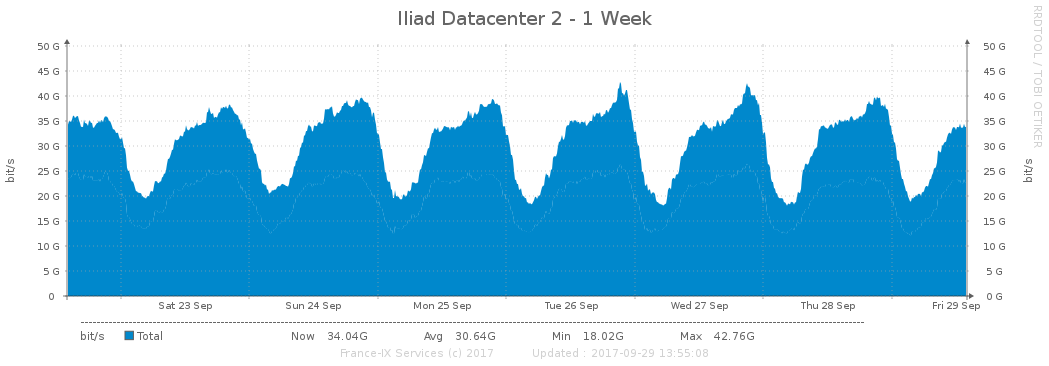 Iliad Datacenter 2 - 1 Week
RRDTOOL / TOBI OETIKER
50 G 50 G
45 G 45 G
40 G 40 G
35 G 35 G
30 G 30 G
25 G 25 G
20 G 20 G
15 G 15 G
10 G 10 G
5 G 5 G
0 0 G
bit/s
bit/s
Sat 23 Sep Sun 24 Sep Mon 25 Sep Tue 26 Sep Wed 27 Sep Thu 28 Sep Fri 29 Sep
bit/s Total Now 34.04G Avg 30.64G Min 18.02G Max 42.76G
France-IX Services (c) 2017 Updated : 2017-09-29 13:55:08